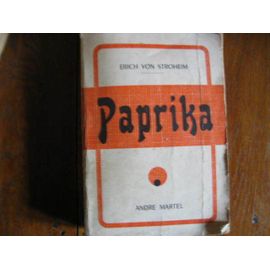 ERICH VON STROHEIM
Paprika
ANDRE MARTEL